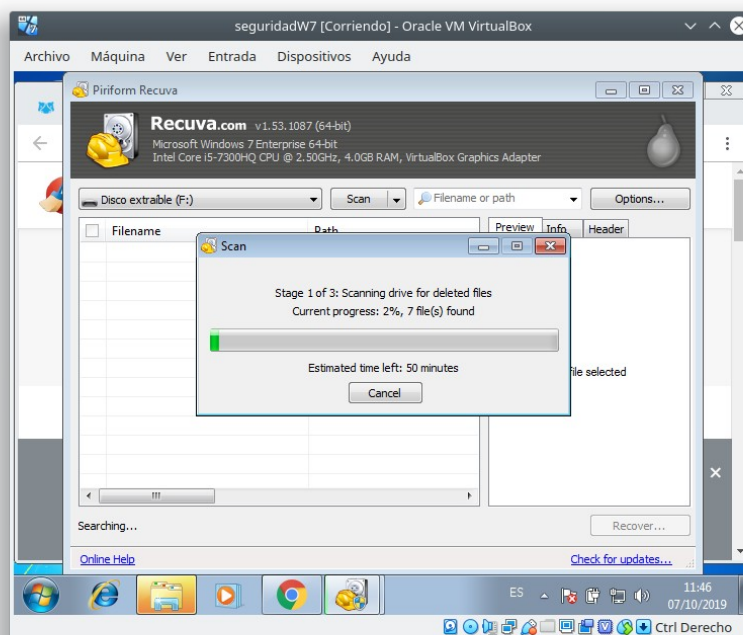 seguridadW7 [Corriendo] - Oracle VM VirtualBox
Archivo Máquina Ver Entrada Dispositivos Ayuda
Piriform Recuva
Recuva.com v1.53.1087 (64-bit)
Microsoft Windows 7 Enterprise 64-bit
Intel Core i5-7300HQ CPU @ 2.50GHz, 4.0GB RAM, VirtualBox Graphics Adapter
Disco extraíble (F:) Scan Filename or path Options...
Filename Path Preview Info Header
Scan
Stage 1 of 3: Scanning drive for deleted files
Current progress: 2%, 7 file(s) found
Estimated time left: 50 minutes
file selected
Cancel
Searching... Recover...
Online Help Check for updates...
ES 11:46
07/10/2019
Ctrl Derecho